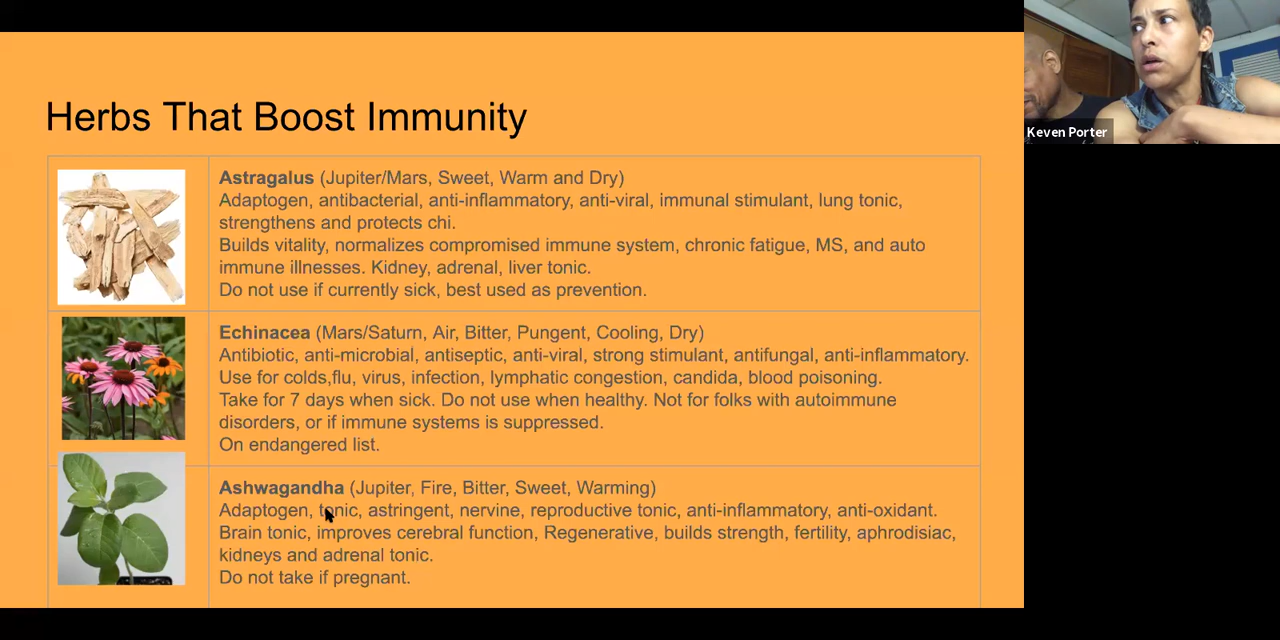 Herbs That Boost Immunity
Astragalus (Jupiter/Mars, Sweet, Warm and Dry)
Adaptogen, antibacterial, anti-inflammatory, anti-viral, immunal stimulant, lung tonic,
strengthens and protects chi.
Builds vitality, normalizes compromised immune system, chronic fatigue, MS, and auto
immune illnesses. Kidney, adrenal, liver tonic.
Do not use if currently sick, best used as prevention.
Echinacea (Mars/Saturn, Air, Bitter, Pungent, Cooling, Dry)
Antibiotic, anti-microbial, antiseptic, anti-viral, strong stimulant, antifungal, anti-inflammatory.
Use for colds,flu, virus, infection, lymphatic congestion, candida, blood poisoning.
Take for 7 days when sick. Do not use when healthy. Not for folks with autoimmune
disorders, or if immune systems is suppressed.
On endangered list.
Ashwagandha (Jupiter, Fire, Bitter, Sweet, Warming)
Adaptogen, tonic, astringent, nervine, reproductive tonic, anti-inflammatory, anti-oxidant.
Brain tonic, improves cerebral function, Regenerative, builds strength, fertility, aphrodisiac,
kidneys and adrenal tonic.
Do not take if pregnant.
Keven Porter